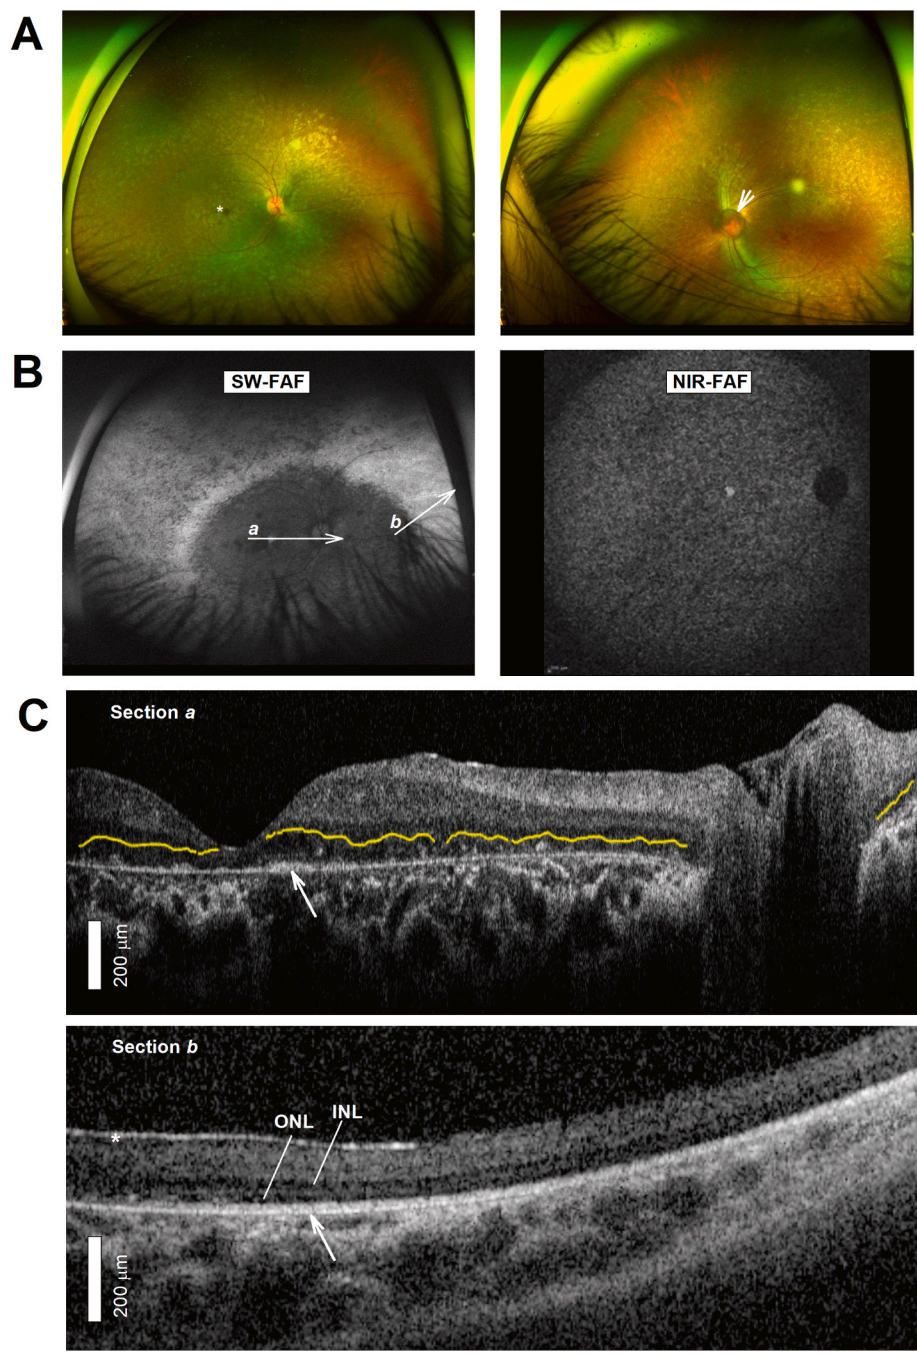 A
*
B
SW-FAF
NIR-FAF
a
b
C
Section a
200 µm
Section b
INL
ONL
*
200 µm